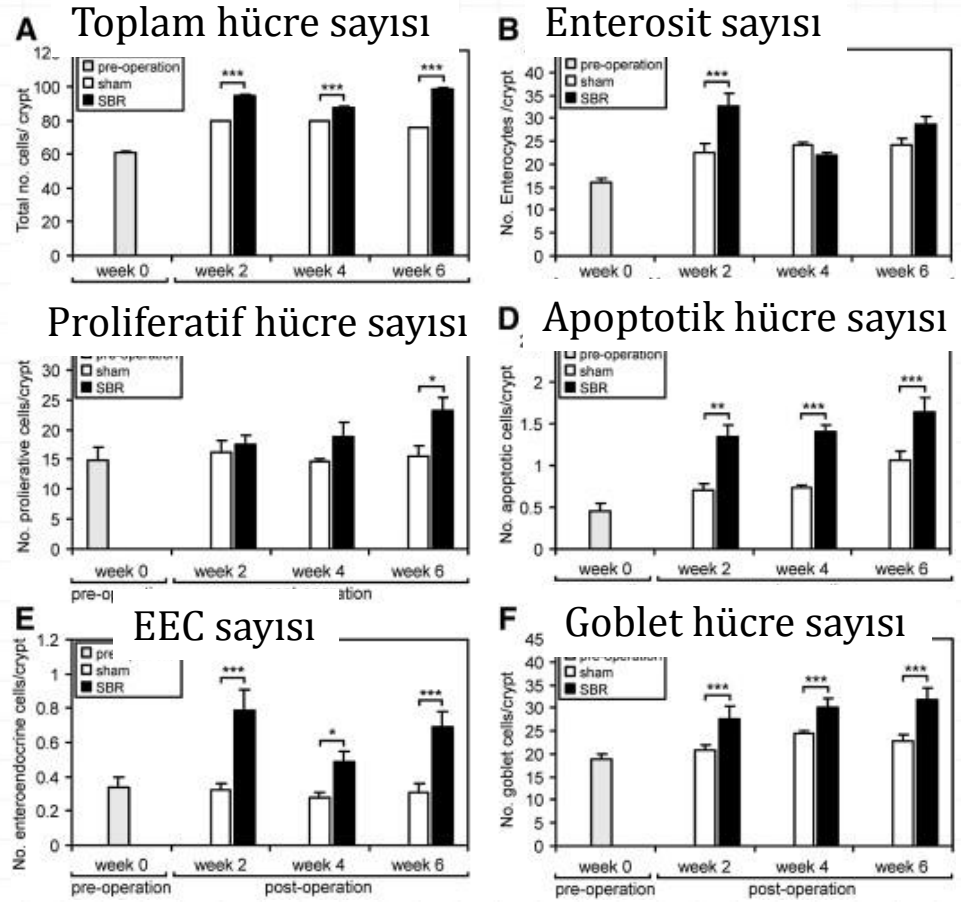 A Toplam hücre sayısı
Total no. cells/ crypt
12
100
80
60
40
20
0
pre-operation
sham
SBR
***
***
***
week 0 week 2 week 4 week 6
B Enterosit sayısı
No. Enterocytes /crypt
40
35
30
25
20
15
10
5
0
pre-operation
sham
SBR
***
week 0 week 2 week 4 week 6
Proliferatif hücre sayısı
No. prolierative cells/crypt
30
25
20
15
10
5
0
pre-operation
sham
SBR
*
week 0 week 2 week 4 week 6
operation
D Apoptotik hücre sayısı
No. apoptotic cells/crypt
2
1.5
1
0.5
0
sham
SBR
**
***
***
week 0 week 2 week 4 week 6
E EEC sayısı
No. enteroendocrine cells/crypt
1.2
1
0.8
0.6
0.4
0.2
0
pre
sham
SBR
***
*
***
week 0 week 2 week 4 week 6
pre-operation post-operation
F Goblet hücre sayısı
No. goblet cells/crypt
45
40
35
30
25
20
15
10
5
0
pre-operation
sham
SBR
***
***
***
week 0 week 2 week 4 week 6
pre-operation post-operation